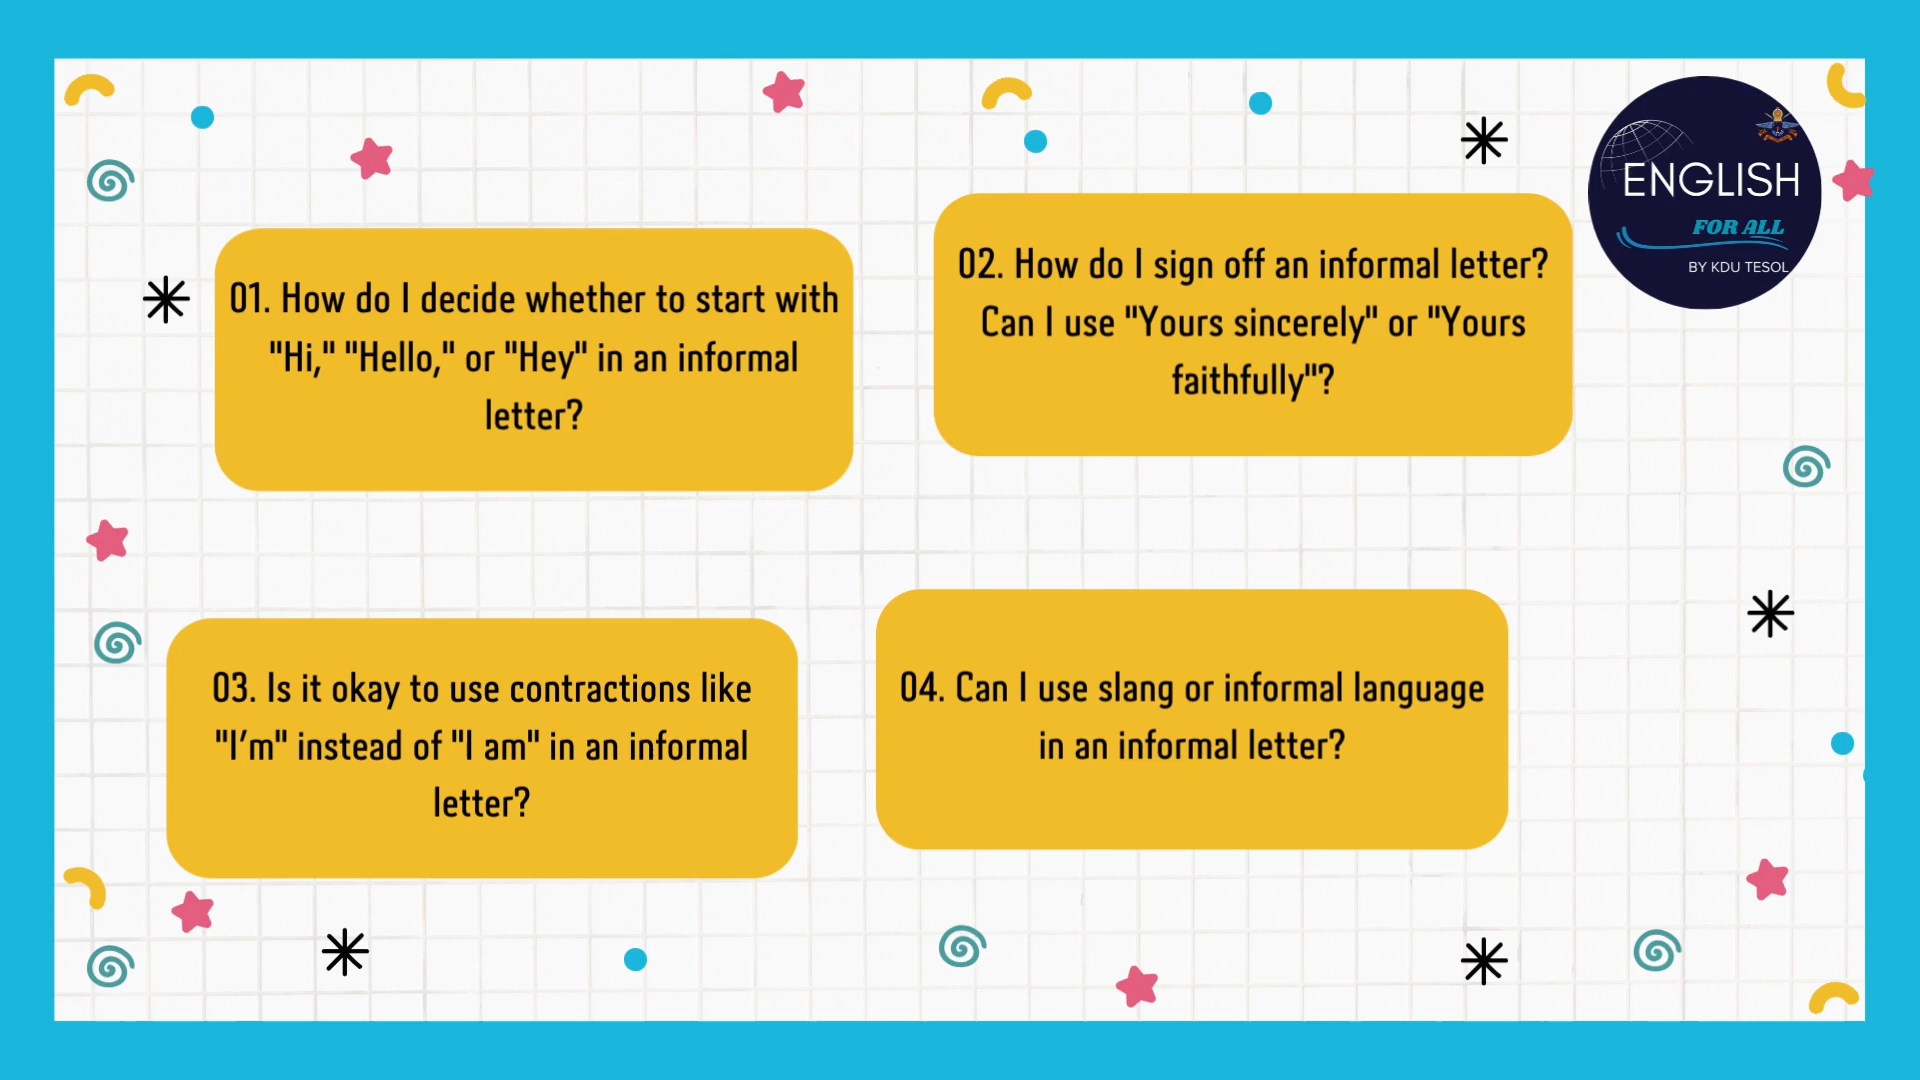 01. How do I decide whether to start with
"Hi," "Hello," or "Hey" in an informal
letter?
02. How do I sign off an informal letter?
Can I use "Yours sincerely" or "Yours
faithfully"?
03. Is it okay to use contractions like
"I’m" instead of "I am" in an informal
letter?
04. Can I use slang or informal language
in an informal letter?
ENGLISH
FOR ALL
BY KDU TESOL